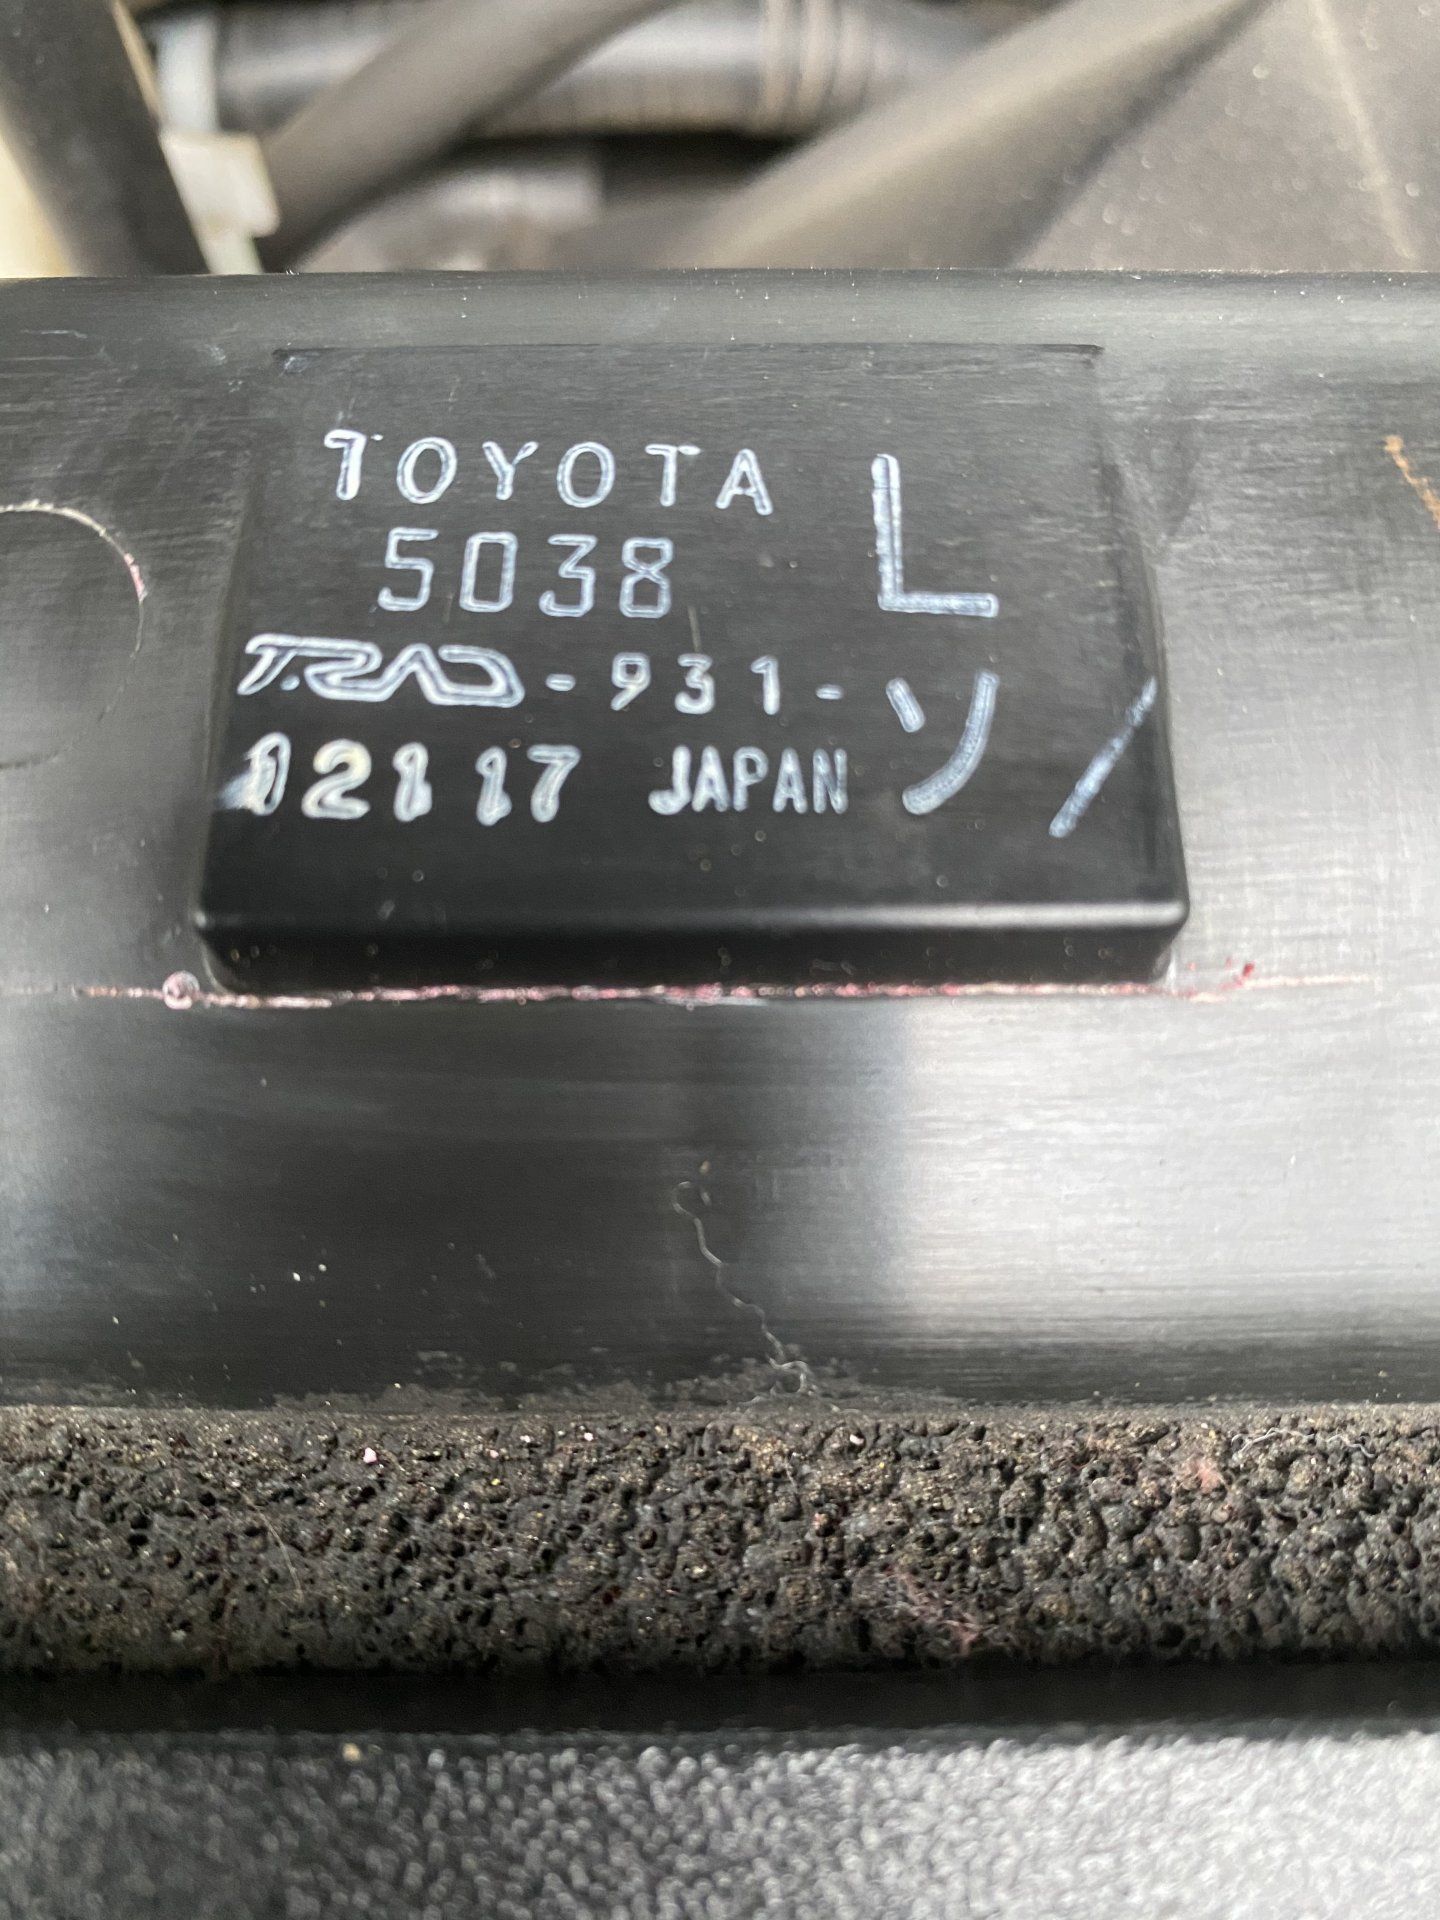 TOYOTA L
5038
T.RAD-931-ソ
12117 JAPAN